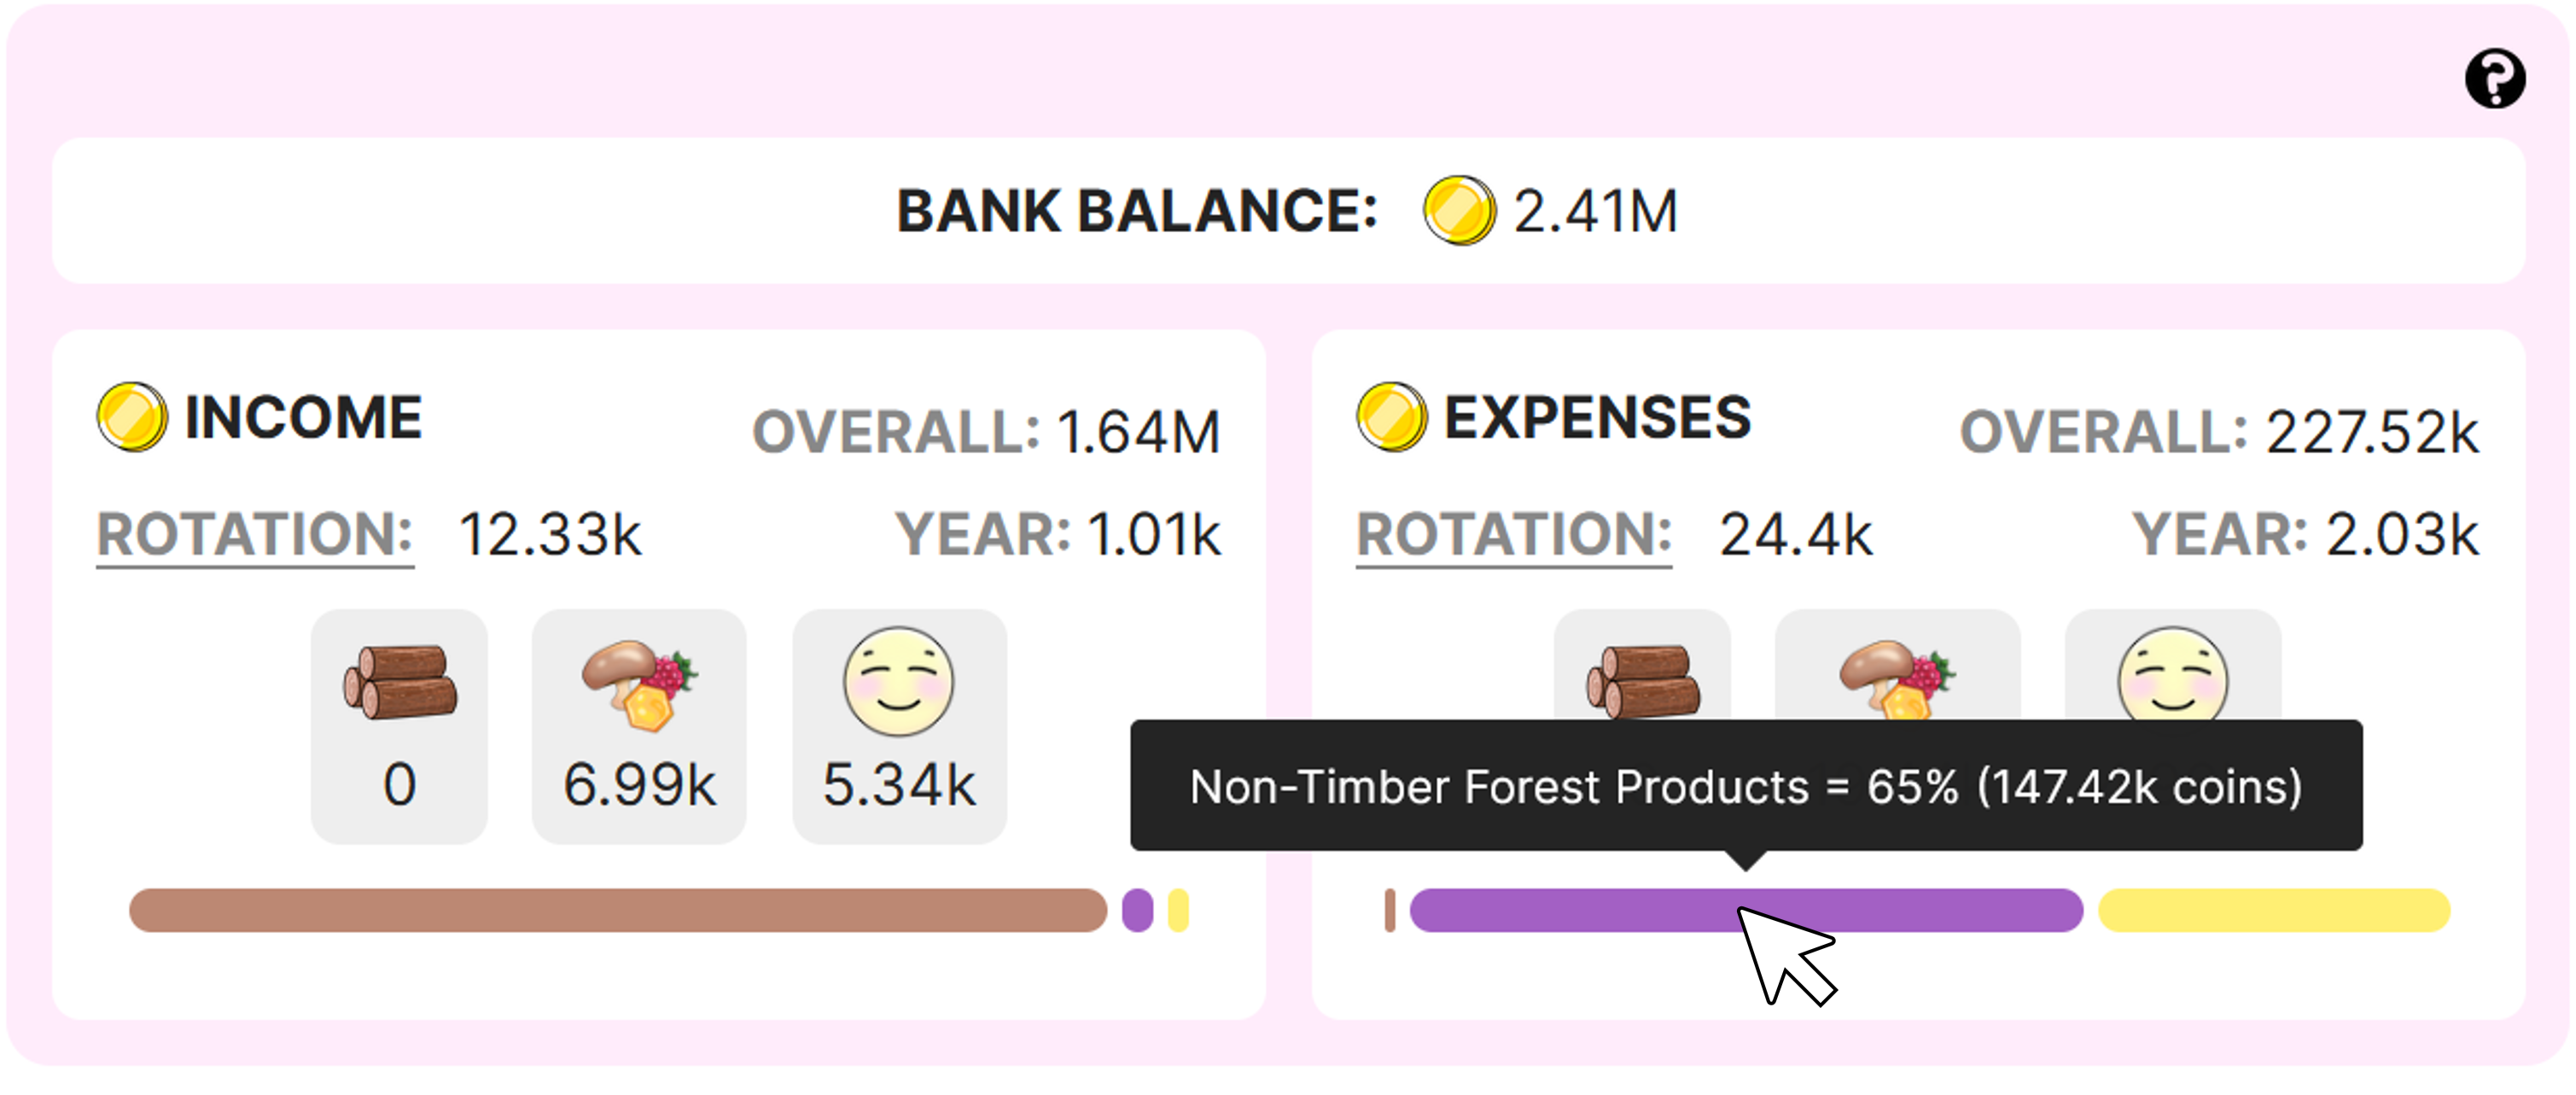 ?
BANK BALANCE: 2.41M
INCOME
OVERALL: 1.64M
ROTATION: 12.33k
YEAR: 1.01k
0
6.99k
5.34k
EXPENSES
OVERALL: 227.52k
ROTATION: 24.4k
YEAR: 2.03k
Non-Timber Forest Products = 65% (147.42k coins)